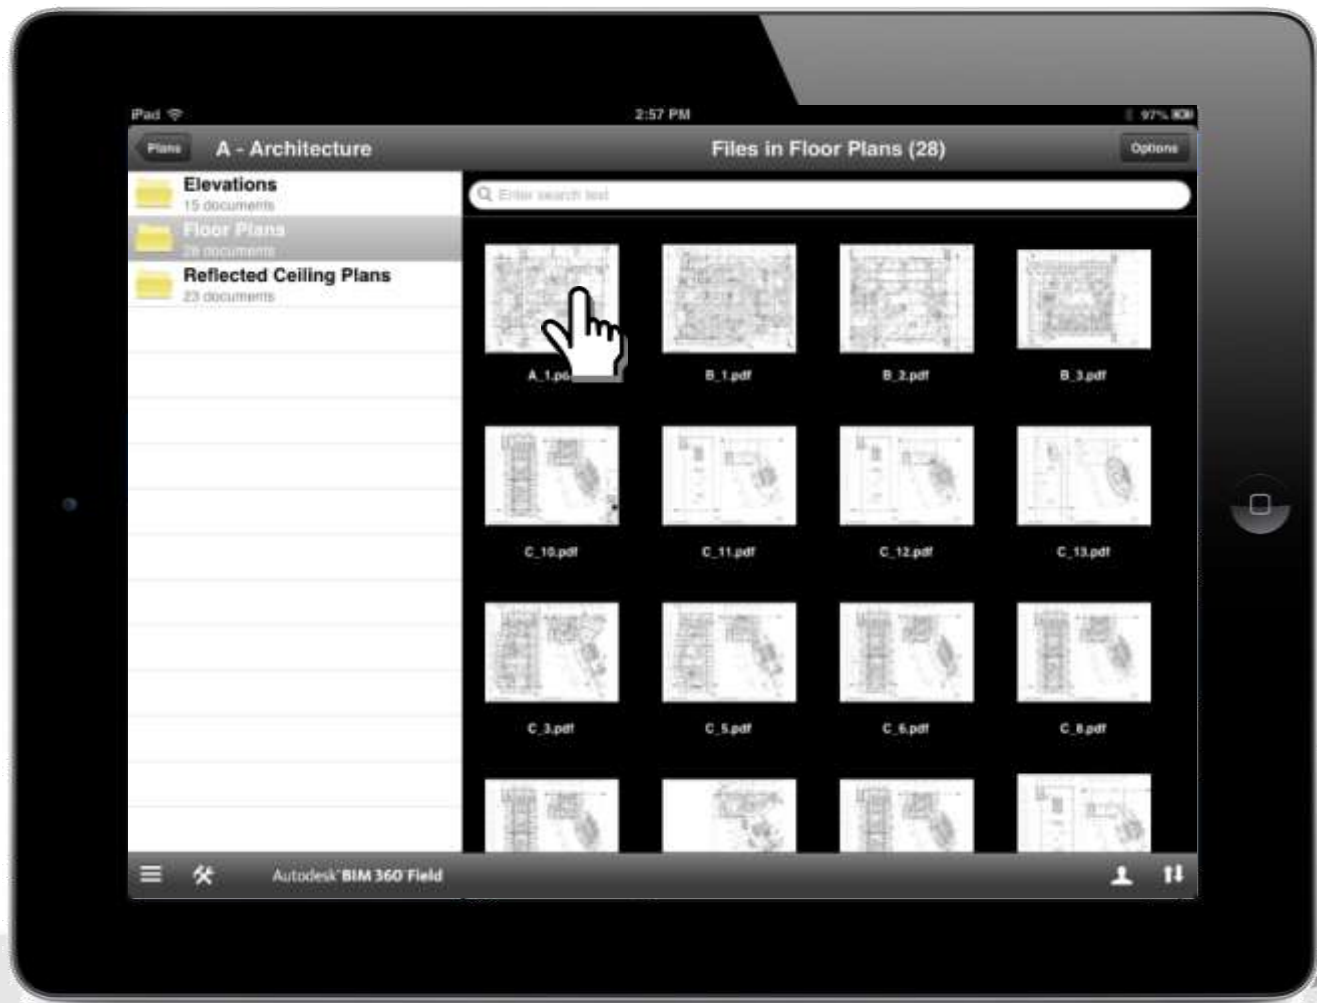 iPad 2:57 PM 97%
Plans A - Architecture Files in Floor Plans (28) Options
Elevations
15 documents
Floor Plans
28 documents
Reflected Ceiling Plans
23 documents
Enter search text
A_1.pdf B_1.pdf B_2.pdf B_3.pdf
C_10.pdf C_11.pdf C_12.pdf C_13.pdf
C_3.pdf C_5.pdf C_6.pdf C_8.pdf
Autodesk® BIM 360 Field